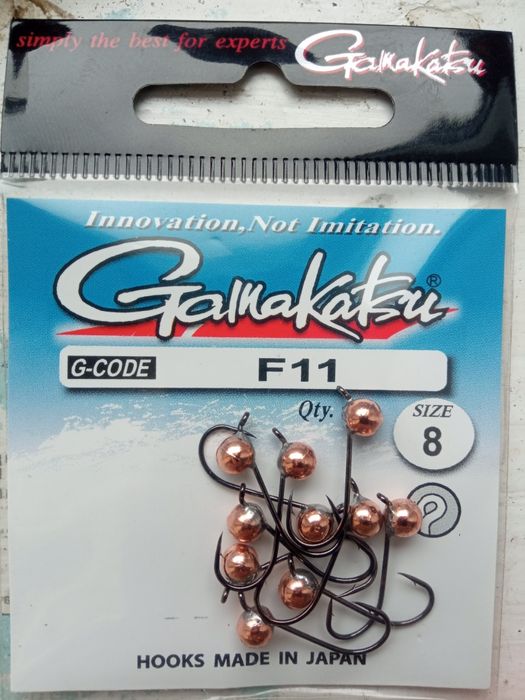 simply the best for experts Gamakatsu
Innovation, Not Imitation.
Gamakatsu®
G-CODE F11
Qty. SIZE
8
HOOKS MADE IN JAPAN